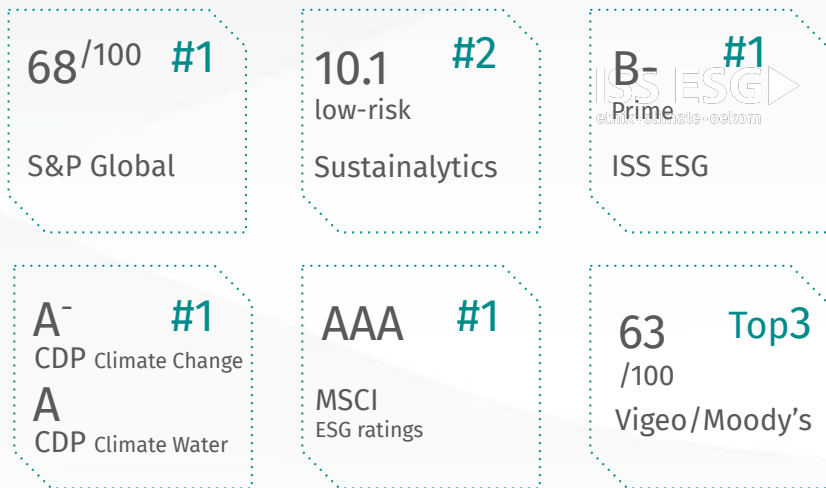 68/100 #1
S&P Global
10.1 #2
low-risk
Sustainalytics
B- #1
ISS ESG
Prime
ethix·climate·oekom
ISS ESG
A- #1
CDP Climate Change
A
CDP Climate Water
AAA #1
MSCI
ESG ratings
63 Top3
/100
Vigeo/Moody's